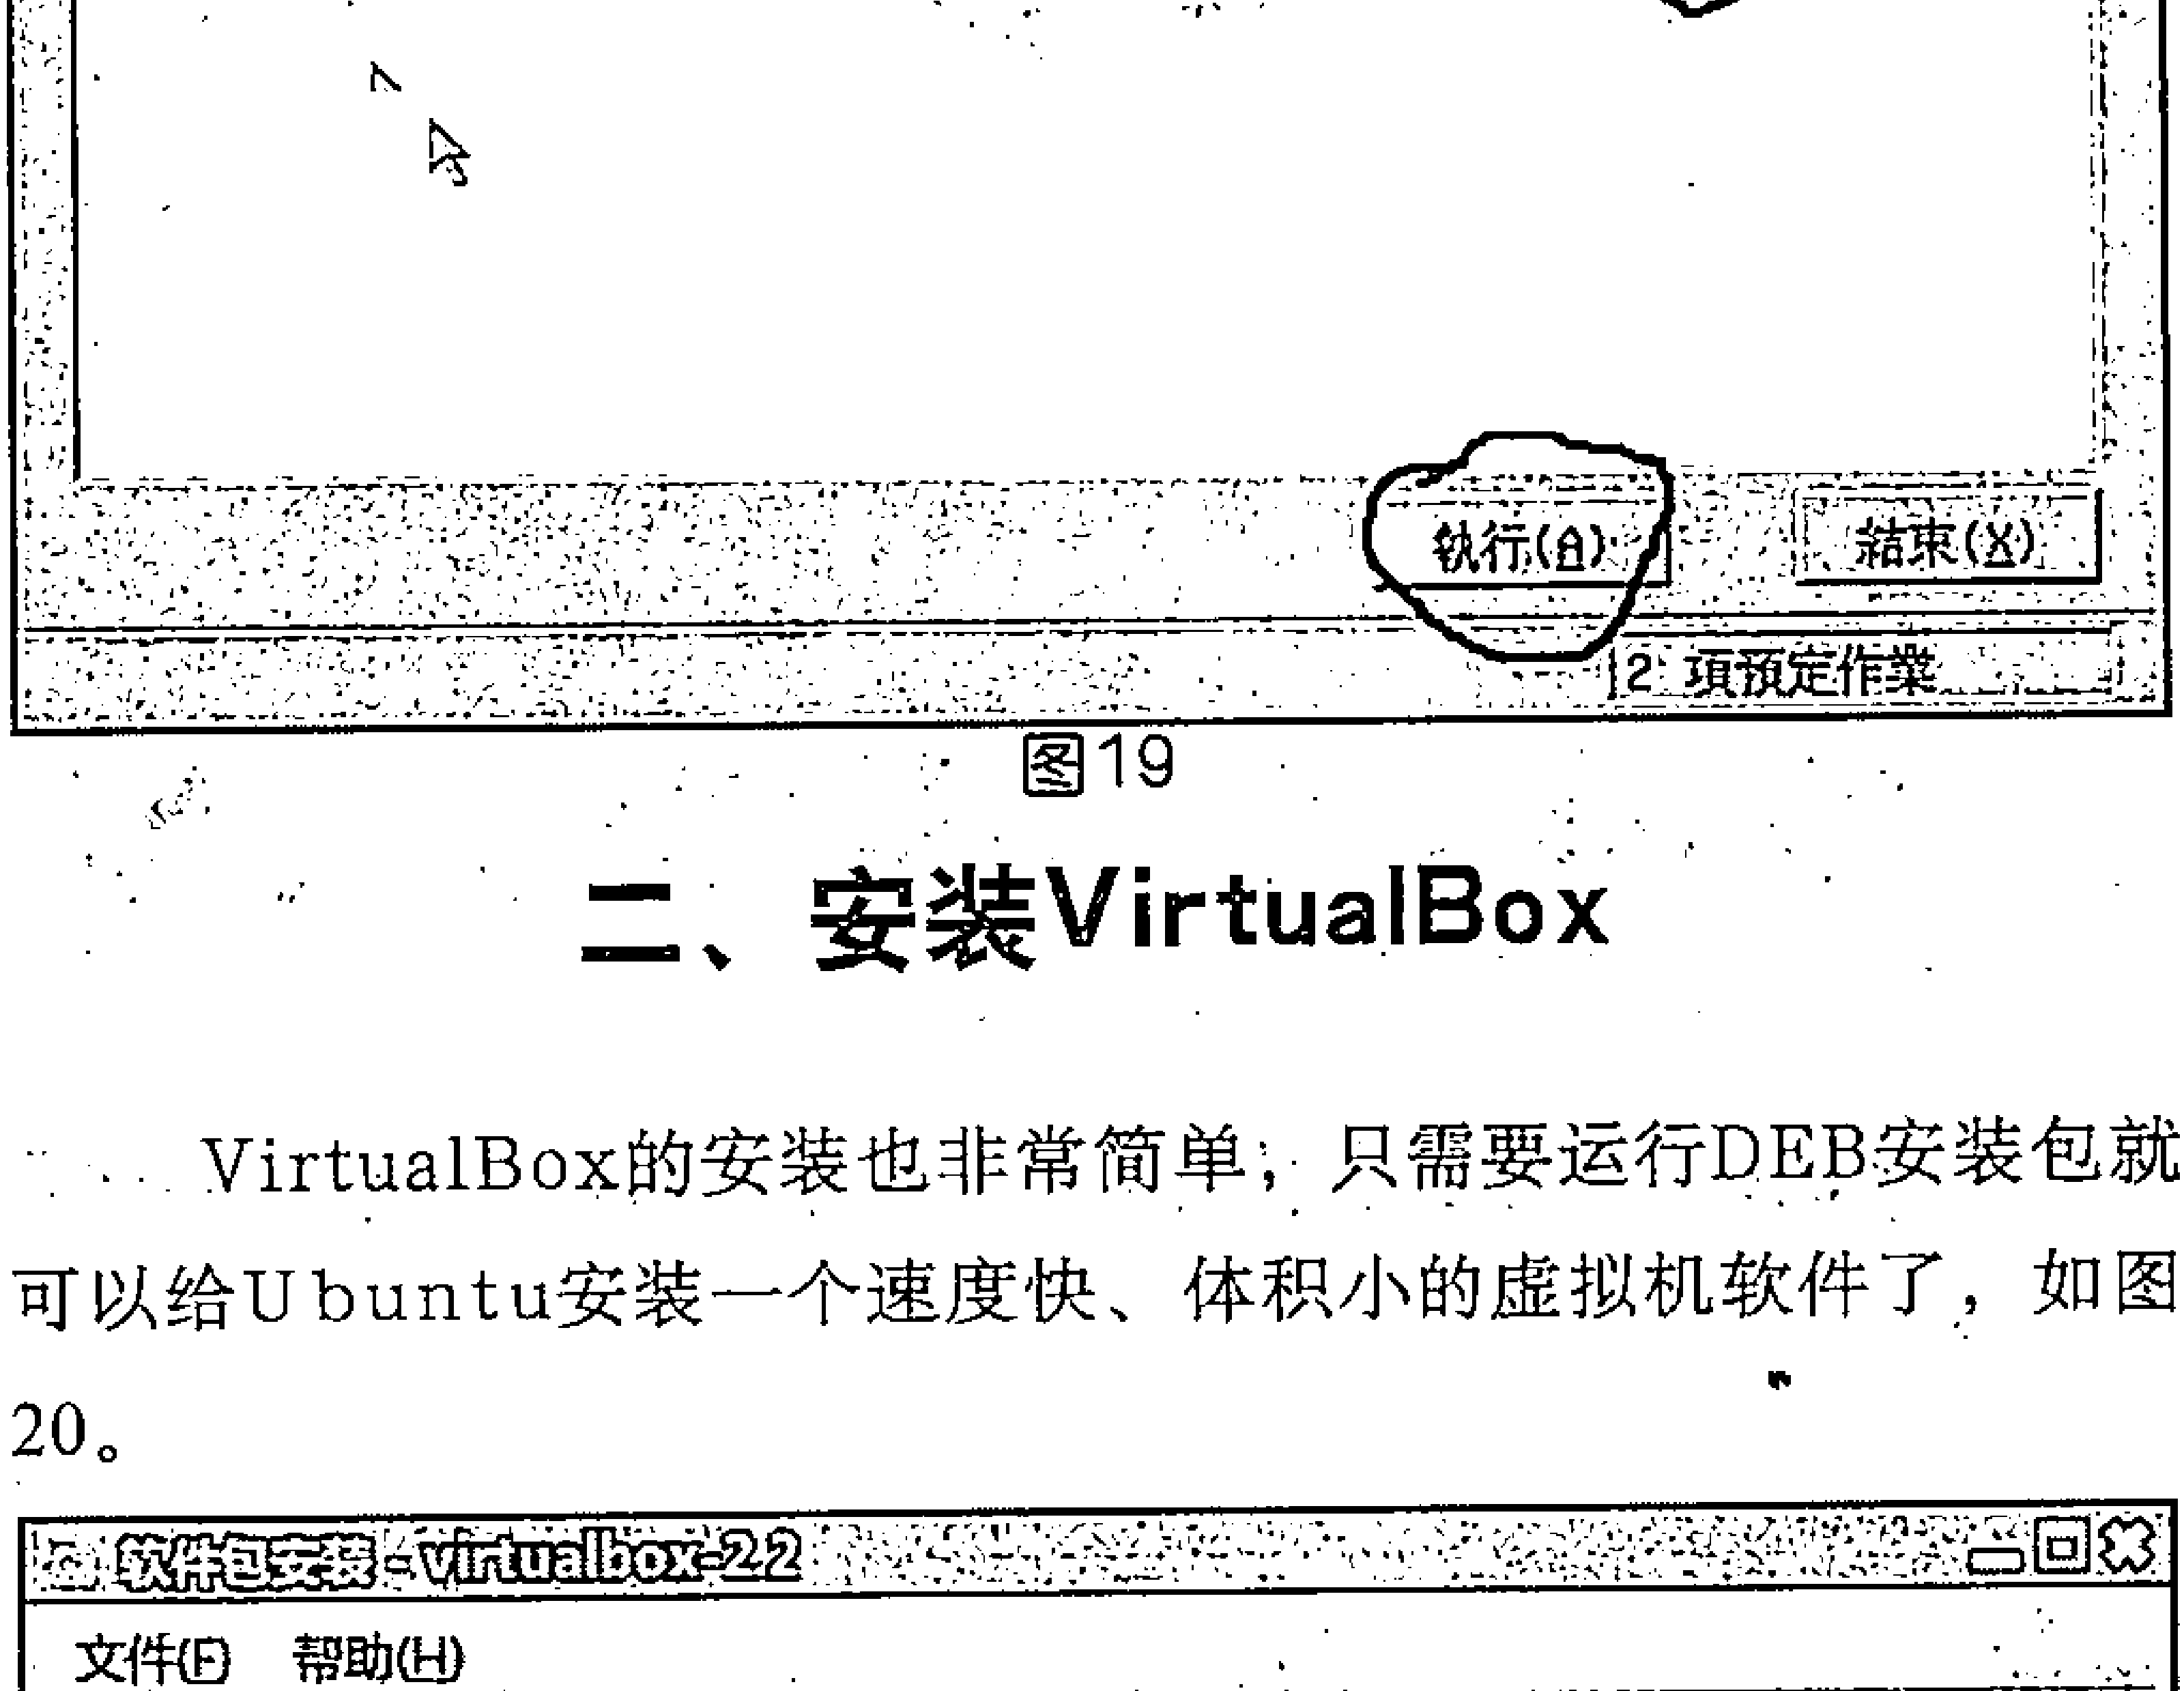 執行(A) 結束(X)
2 項預定作業
图19
二、安装VirtualBox
VirtualBox的安装也非常简单，只需要运行DEB安装包就
可以给Ubuntu安装一个速度快、体积小的虚拟机软件了，如图
20。
软件包安装 - virtualbox-2.2
文件(F) 帮助(H)